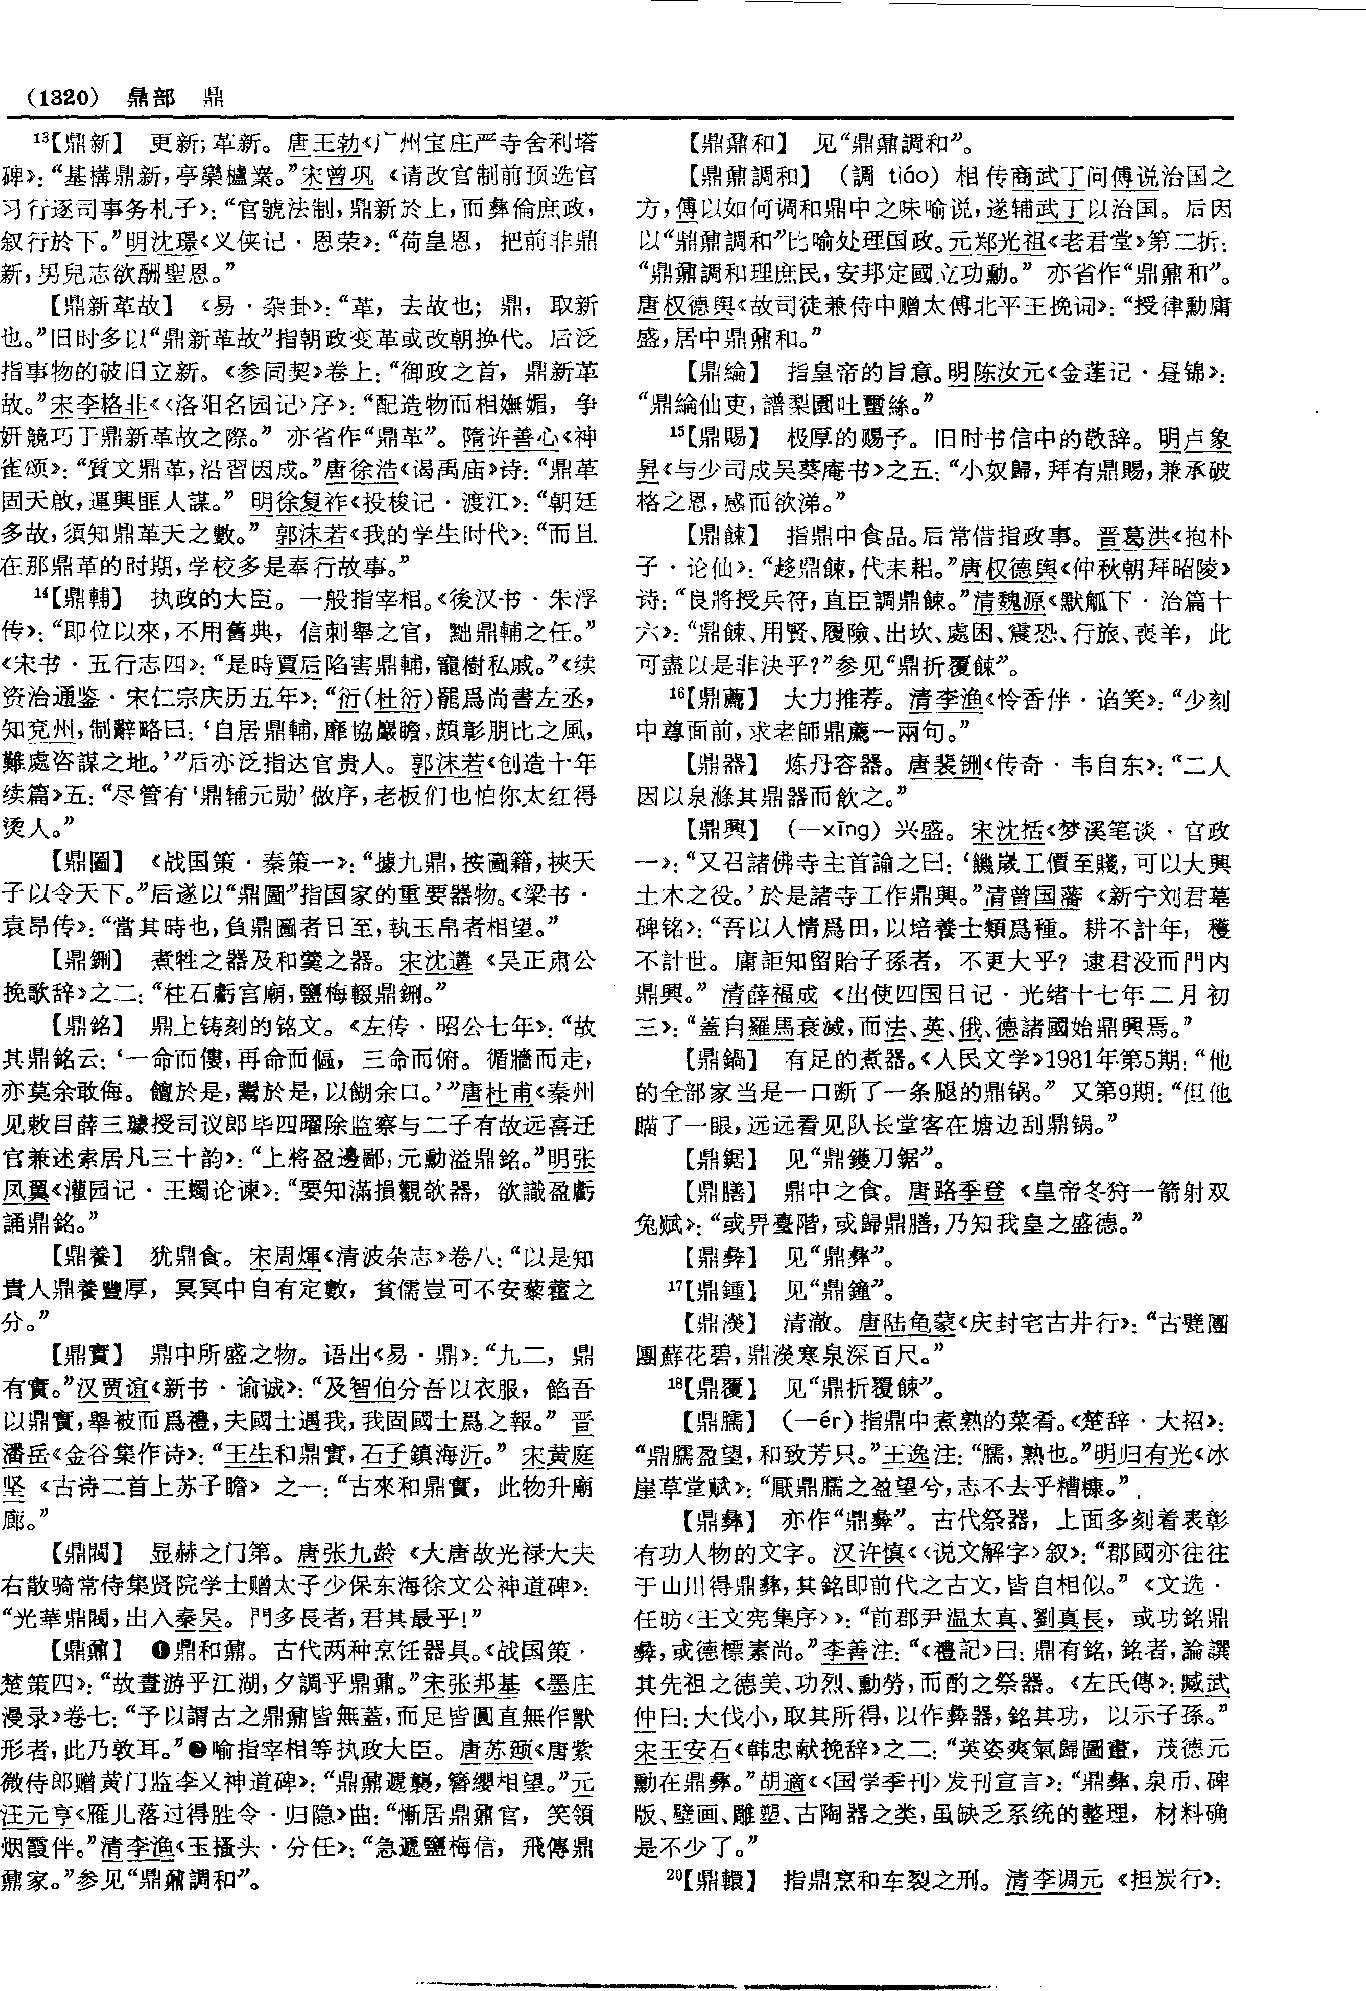 (1320) 鼎部 鼎
13【鼎新】 更新;革新。唐王勃《广州宝庄严寺舍利塔
碑》:“基構鼎新,亭欒櫨窫。”宋曾巩《请改官制前预选官
习行逐司事务札子》:“官號法制,鼎新於上,而彝倫庶政,
叙行於下。”明沈璟《义侠记·恩荣》:“荷皇恩,把前非鼎
新,男兒志欲酬聖恩。”
【鼎新革故】 《易·杂卦》:“革,去故也;鼎,取新
也。”旧时多以“鼎新革故”指朝政变革或改朝换代。后泛
指事物的破旧立新。《参同契》卷上:“御政之首,鼎新革
故。”宋李格非《〈洛阳名园记〉序》:“配造物而相嫵媚,争
妍競巧于鼎新革故之際。” 亦省作“鼎革”。隋许善心《神
雀颂》:“質文鼎革,沿習因成。”唐徐浩《谒禹庙》诗:“鼎革
固天啟,運興匪人謀。” 明徐复祚《投梭记·渡江》:“朝廷
多故,須知鼎革天之數。” 郭沫若《我的学生时代》:“而且
在那鼎革的时期,学校多是奉行故事。”
14【鼎輔】 执政的大臣。一般指宰相。《後汉书·朱浮
传》:“即位以來,不用舊典,信刺舉之官,黜鼎輔之任。”
《宋书·五行志四》:“是時賈后陷害鼎輔,寵樹私戚。”《续
资治通鉴·宋仁宗庆历五年》:“衍(杜衍)罷爲尚書左丞,
知兗州,制辭略曰:‘自居鼎輔,靡協巖瞻,頗彰朋比之風,
難處咨謀之地。’”后亦泛指达官贵人。郭沫若《创造十年
续篇》五:“尽管有‘鼎辅元勋’做序,老板们也怕你太红得
烫人。”
【鼎圖】 《战国策·秦策一》:“據九鼎,按圖籍,挾天
子以令天下。”后遂以“鼎圖”指国家的重要器物。《梁书·
袁昂传》:“當其時也,負鼎圖者日至,執玉帛者相望。”
【鼎鉶】 煮牲之器及和羹之器。宋沈遘《吴正肃公
挽歌辞》之二:“柱石虧宫廟,鹽梅輟鼎鉶。”
【鼎銘】 鼎上铸刻的铭文。《左传·昭公七年》:“故
其鼎銘云:‘一命而僂,再命而傴,三命而俯。循牆而走,
亦莫余敢侮。饘於是,鬻於是,以餬余口。’”唐杜甫《秦州
见敕目薛三璩授司议郎毕四曜除监察与二子有故远喜迁
官兼述索居凡三十韵》:“上將盈邊鄙,元勳溢鼎銘。”明张
凤翼《灌园记·王蠋论谏》:“要知滿損觀欹器,欲識盈虧
誦鼎銘。”
【鼎養】 犹鼎食。宋周煇《清波杂志》卷八:“以是知
貴人鼎養豐厚,冥冥中自有定數,貧儒豈可不安藜藿之
分。”
【鼎實】 鼎中所盛之物。语出《易·鼎》:“九二,鼎
有實。”汉贾谊《新书·谕诚》:“及智伯分吾以衣服,餡吾
以鼎實,舉被而爲禮,夫國士遇我,我固國士爲之報。” 晋
潘岳《金谷集作诗》:“王生和鼎實,石子鎮海沂。” 宋黄庭
坚《古诗二首上苏子瞻》之一:“古來和鼎實,此物升廟
廊。”
【鼎閥】 显赫之门第。唐张九龄《大唐故光禄大夫
右散骑常侍集贤院学士赠太子少保东海徐文公神道碑》:
“光華鼎閥,出入秦吴。門多長者,君其最乎!”
【鼎鼐】 ❶鼎和鼐。古代两种烹饪器具。《战国策·
楚策四》:“故晝游乎江湖,夕調乎鼎鼐。”宋张邦基《墨庄
漫录》卷七:“予以謂古之鼎鼐皆無蓋,而足皆圓直無作獸
形者,此乃敦耳。”❷喻指宰相等执政大臣。唐苏颋《唐紫
微侍郎赠黄门监李乂神道碑》:“鼎鼐遞襲,簪纓相望。”元
汪元亨《雁儿落过得胜令·归隐》曲:“慚居鼎鼐官,笑領
烟霞伴。”清李渔《玉搔头·分任》:“急遞鹽梅信,飛傳鼎
鼐家。”参见“鼎鼐調和”。
【鼎鼐和】 见“鼎鼐調和”。
【鼎鼐調和】 (調 tiáo) 相传商武丁问傅说治国之
方,傅以如何调和鼎中之味喻说,遂辅武丁以治国。后因
以“鼎鼐調和”比喻处理国政。元郑光祖《老君堂》第二折:
“鼎鼐調和理庶民,安邦定國立功勳。” 亦省作“鼎鼐和”。
唐权德舆《故司徒兼侍中赠太傅北平王挽词》:“授律勳庸
盛,居中鼎鼐和。”
【鼎綸】 指皇帝的旨意。明陈汝元《金莲记·昼锦》:
“鼎綸仙吏,譜梨園吐蠶絲。”
15【鼎賜】 极厚的赐予。旧时书信中的敬辞。明卢象
昇《与少司成吴葵庵书》之五:“小奴歸,拜有鼎賜,兼承破
格之恩,感而欲涕。”
【鼎餗】 指鼎中食品。后常借指政事。晋葛洪《抱朴
子·论仙》:“趍鼎餗,代耒耜。”唐权德舆《仲秋朝拜昭陵》
诗:“良將授兵符,直臣調鼎餗。”清魏源《默觚下·治篇十
六》:“鼎餗、用賢、履險、出坎、處困、震恐、行旅、喪羊,此
可盡以是非決乎?”参见“鼎折覆餗”。
16【鼎薦】 大力推荐。清李渔《怜香伴·谄笑》:“少刻
中尊面前,求老師鼎薦一兩句。”
【鼎器】 炼丹容器。唐裴铏《传奇·韦自东》:“二人
因以泉滌其鼎器而飲之。”
【鼎興】 (—xīng) 兴盛。宋沈括《梦溪笔谈·官政
一》:“又召諸佛寺主首諭之曰:‘饑歲工價至賤,可以大興
土木之役。’於是諸寺工作鼎興。”清曾国藩《新宁刘君墓
碑铭》:“吾以人情爲田,以培養士類爲種。耕不計年,穫
不計世。庸詎知留貽子孫者,不更大乎?逮君没而門内
鼎興。” 清薛福成《出使四国日记·光绪十七年二月初
三》:“蓋自羅馬衰滅,而法、英、俄、德諸國始鼎興焉。”
【鼎鍋】 有足的煮器。《人民文学》1981年第5期:“他
的全部家当是一口断了一条腿的鼎锅。” 又第9期:“但他
瞄了一眼,远远看见队长堂客在塘边刮鼎锅。”
【鼎鋸】 见“鼎鑊刀鋸”。
【鼎膳】 鼎中之食。唐路季登《皇帝冬狩一箭射双
兔赋》:“或畀臺階,或歸鼎膳,乃知我皇之盛德。”
【鼎彝】 见“鼎彝”。
17【鼎鍾】 见“鼎鐘”。
【鼎渁】 清澈。唐陆龟蒙《庆封宅古井行》:“古甃團
團蘚花碧,鼎渁寒泉深百尺。”
18【鼎覆】 见“鼎折覆餗”。
【鼎臑】 (—ér)指鼎中煮熟的菜肴。《楚辞·大招》:
“鼎臑盈望,和致芳只。”王逸注:“臑,熟也。”明归有光《冰
崖草堂赋》:“厭鼎臑之盈望兮,志不去乎糟糠。”
【鼎彝】 亦作“鼎彝”。古代祭器,上面多刻着表彰
有功人物的文字。汉许慎《〈说文解字〉叙》:“郡國亦往往
于山川得鼎彝,其銘即前代之古文,皆自相似。” 《文选·
任昉〈王文宪集序〉》:“前郡尹温太真、劉真長,或功銘鼎
彝,或德標素尚。”李善注:“《禮記》曰:鼎有銘,銘者,論譔
其先祖之德美、功烈、勳勞,而酌之祭器。《左氏傳》:臧武
仲曰:大伐小,取其所得,以作彝器,銘其功,以示子孫。”
宋王安石《韩忠献挽辞》之二:“英姿爽氣歸圖畫,茂德元
勳在鼎彝。”胡適《〈国学季刊〉发刊宣言》:“鼎彝、泉币、碑
版、壁画、雕塑、古陶器之类,虽缺乏系统的整理,材料确
是不少了。”
20【鼎轘】 指鼎烹和车裂之刑。清李调元《担炭行》: